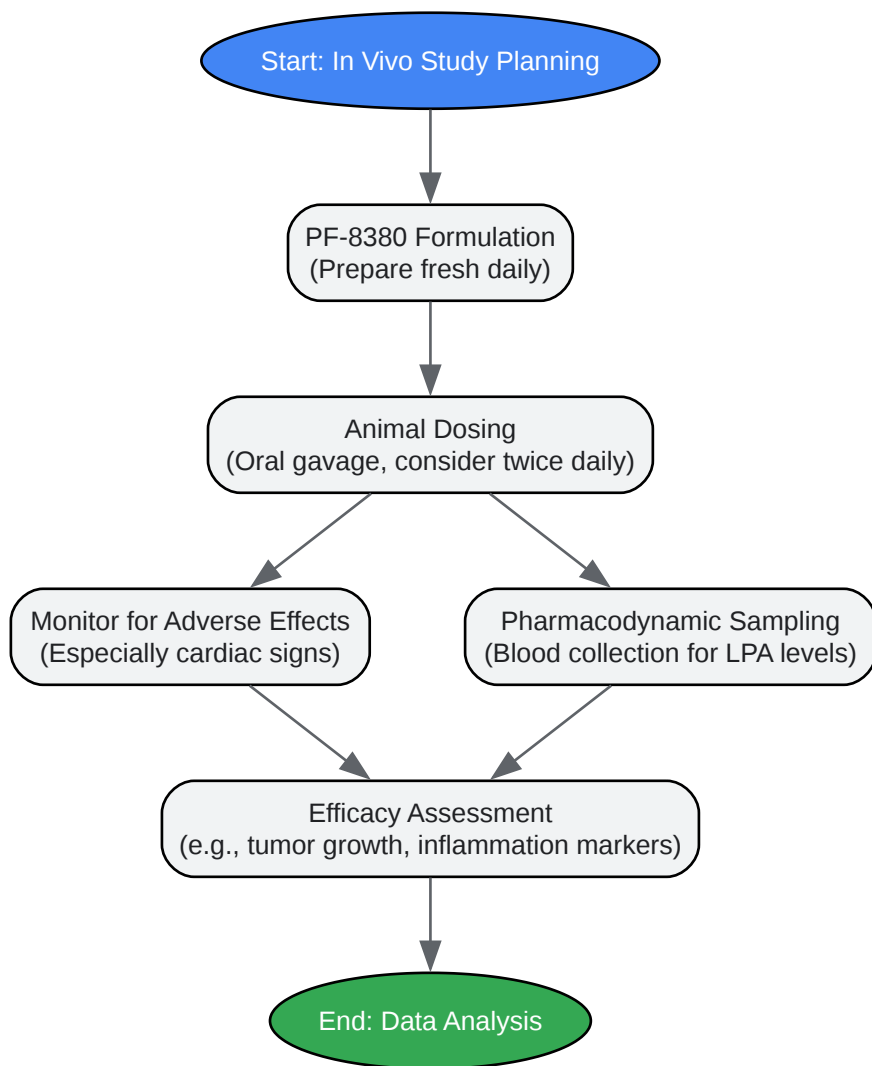 Start: In Vivo Study Planning
PF-8380 Formulation
(Prepare fresh daily)
Animal Dosing
(Oral gavage, consider twice daily)
Monitor for Adverse Effects
(Especially cardiac signs)
Pharmacodynamic Sampling
(Blood collection for LPA levels)
Efficacy Assessment
(e.g., tumor growth, inflammation markers)
End: Data Analysis